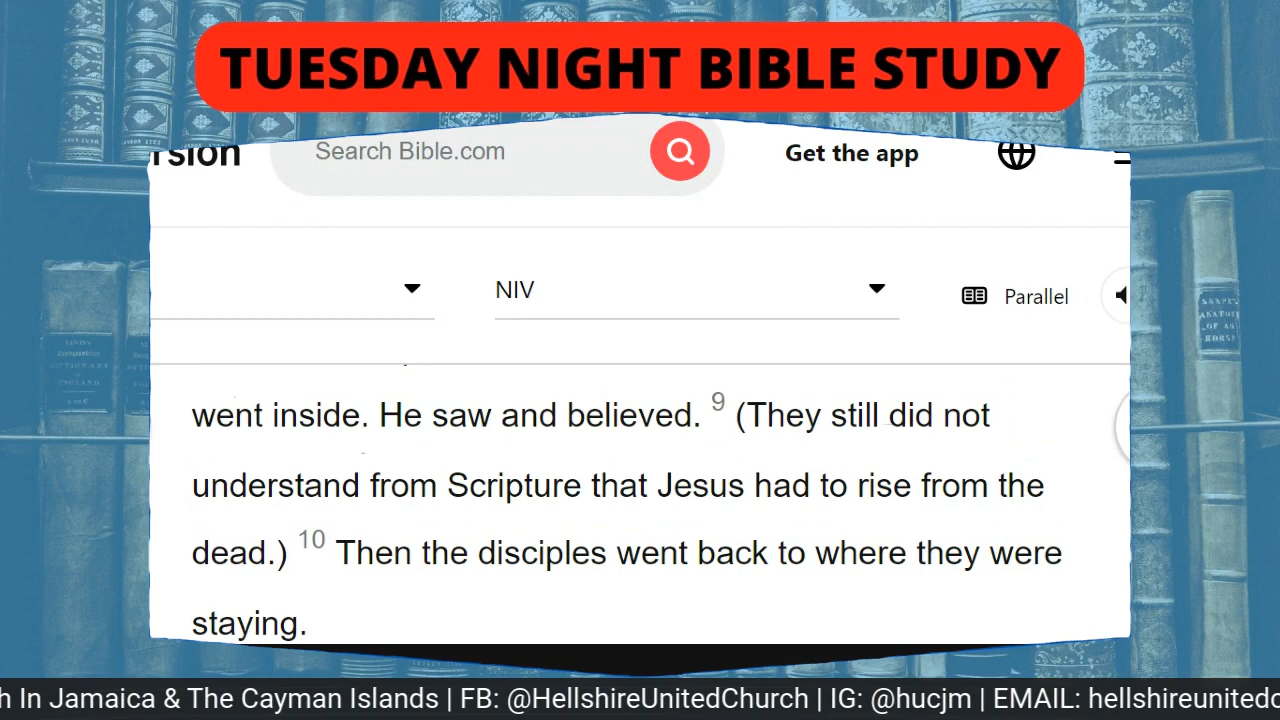 TUESDAY NIGHT BIBLE STUDY
rsion
Search Bible.com
Get the app
NIV
Parallel
went inside. He saw and believed. 9 (They still did not
understand from Scripture that Jesus had to rise from the
dead.) 10 Then the disciples went back to where they were
staying.
h In Jamaica & The Cayman Islands | FB: @HellshireUnitedChurch | IG: @hucjm | EMAIL: hellshireunitedc